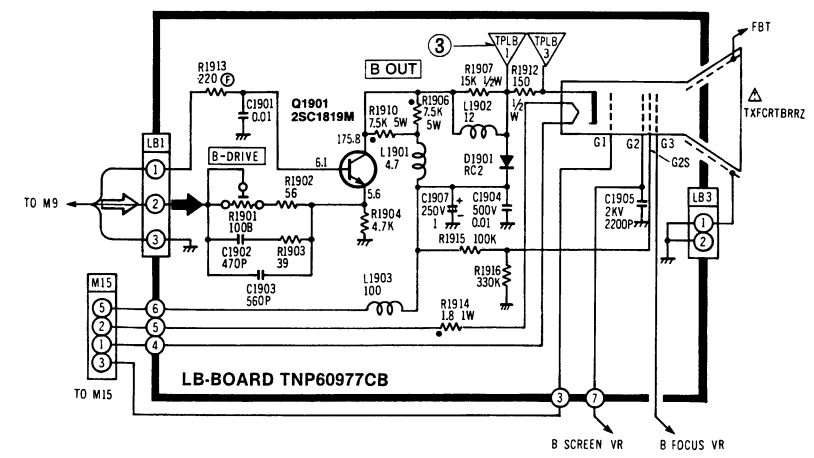 FBT
3
TPLB
1
TPLB
3
B OUT
R1913
220 F
R1907
15K ½W
R1912
150
½
W
C1901
0.01
Q1901
2SC1819M
R1910
7.5K 5W
R1906
7.5K
5W
L1902
12
TXFCRTBRRZ
175.8
G1
G2
G3
G2S
LB1
B-DRIVE
L1901
4.7
D1901
RC2
1
6.1
LB3
TO M9
2
R1902
56
5.6
R1901
100B
R1904
4.7K
C1907
250V
1
+
-
C1904
500V
0.01
C1905
2KV
2200P
1
2
3
C1902
470P
R1903
39
R1915 100K
C1903
560P
L1903
100
R1916
330K
M15
5
6
R1914
1.8 1W
2
5
1
4
3
LB-BOARD TNP60977CB
TO M15
3
7
B SCREEN VR
B FOCUS VR